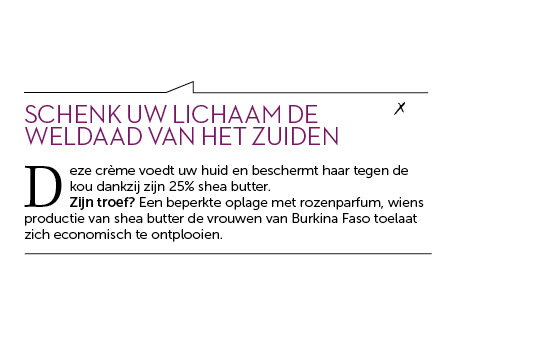 SCHENK UW LICHAAM DE
WELDAAD VAN HET ZUIDEN
Deze crème voedt uw huid en beschermt haar tegen de
kou dankzij zijn 25% shea butter.
Zijn troef? Een beperkte oplage met rozenparfum, wiens
productie van shea butter de vrouwen van Burkina Faso toelaat
zich economisch te ontplooien.